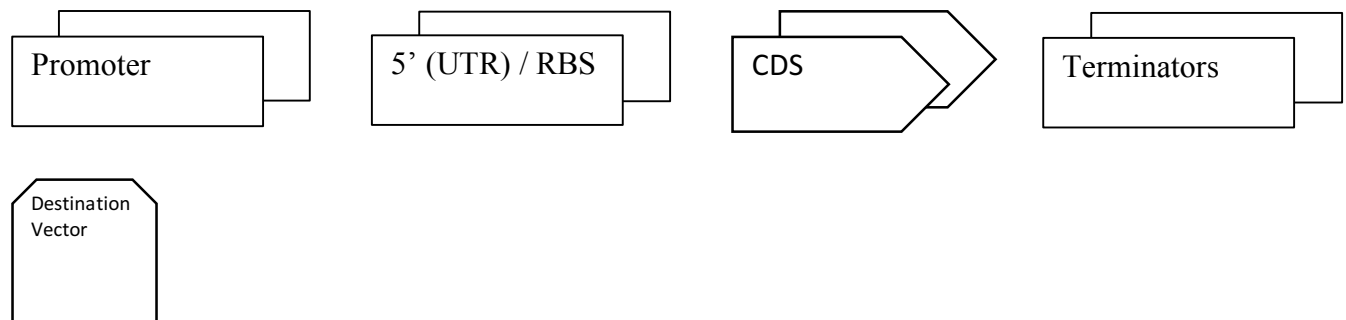 Promoter
5’ (UTR) / RBS
CDS
Terminators
Destination
Vector